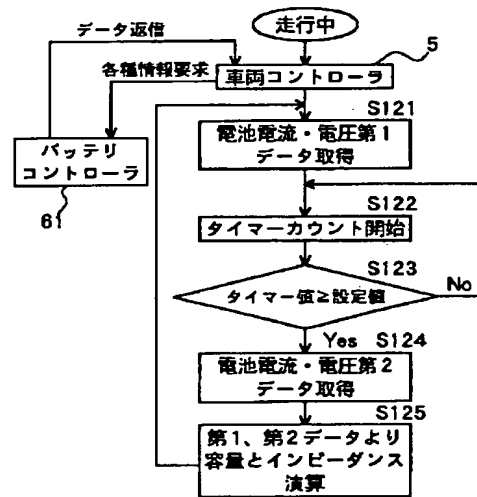 走行中
データ返信
5
各種情報要求
車両コントローラ
S121
電池電流・電圧第1
データ取得
バッテリ
コントローラ
61
S122
タイマーカウント開始
S123
タイマー値≧設定値
No
Yes S124
電池電流・電圧第2
データ取得
S125
第1、第2データより
容量とインピーダンス
演算